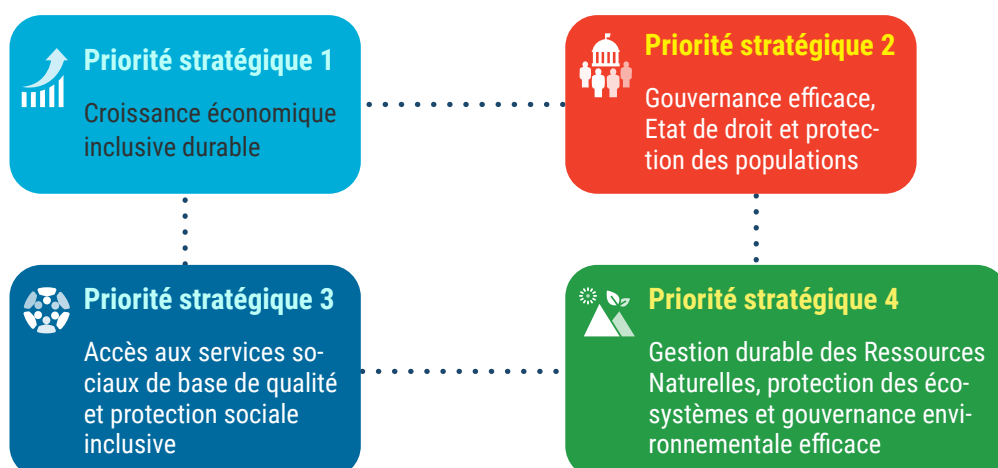 Priorité stratégique 1
Croissance économique
inclusive durable
Priorité stratégique 2
Gouvernance efficace,
Etat de droit et protec-
tion des populations
Priorité stratégique 3
Accès aux services so-
ciaux de base de qualité
et protection sociale
inclusive
Priorité stratégique 4
Gestion durable des Ressources
Naturelles, protection des éco-
systèmes et gouvernance envi-
ronnementale efficace